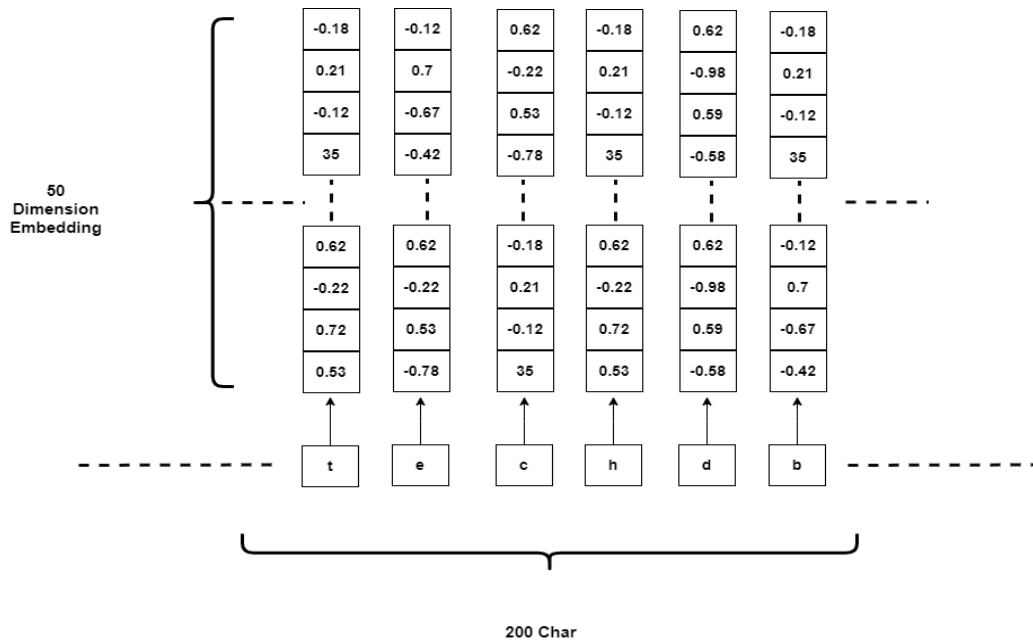 -0.18 -0.12 0.62 -0.18 0.62 -0.18
0.21 0.7 -0.22 0.21 -0.98 0.21
-0.12 -0.67 0.53 -0.12 0.59 -0.12
35 -0.42 -0.78 35 -0.58 35
50
Dimension
Embedding
0.62 0.62 -0.18 0.62 0.62 -0.12
-0.22 -0.22 0.21 -0.22 -0.98 0.7
0.72 0.53 -0.12 0.72 0.59 -0.67
0.53 -0.78 35 0.53 -0.58 -0.42
t e c h d b
200 Char